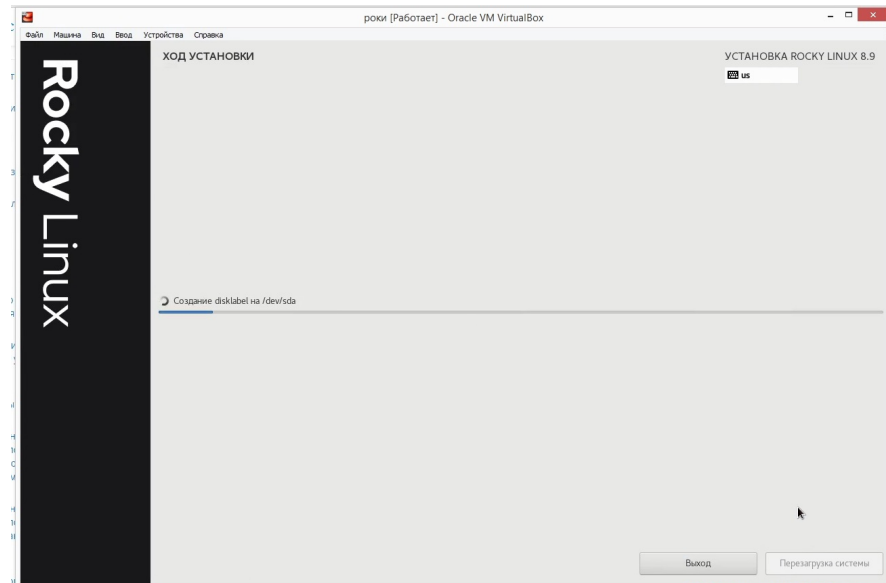 роки [Работает] - Oracle VM VirtualBox
Файл Машина Вид Ввод Устройства Справка
Rocky Linux
ХОД УСТАНОВКИ
УСТАНОВКА ROCKY LINUX 8.9
us
Создание disklabel на /dev/sda
Выход
Перезагрузка системы